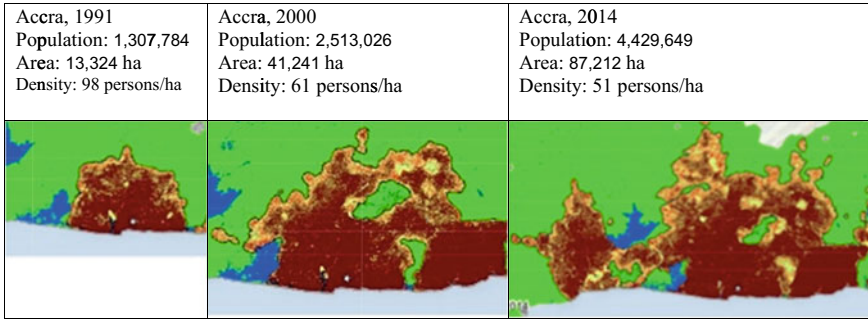 Accra, 1991
Population: 1,307,784
Area: 13,324 ha
Density: 98 persons/ha
Accra, 2000
Population: 2,513,026
Area: 41,241 ha
Density: 61 persons/ha
Accra, 2014
Population: 4,429,649
Area: 87,212 ha
Density: 51 persons/ha